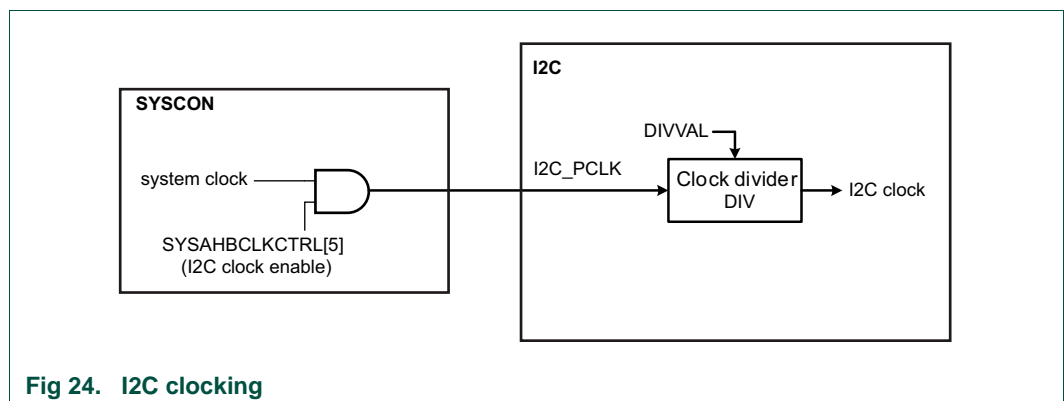 I2C
SYSCON
DIVVAL
system clock
I2C_PCLK
Clock divider
DIV
I2C clock
SYSAHBCLKCTRL[5]
(I2C clock enable)
Fig 24. I2C clocking